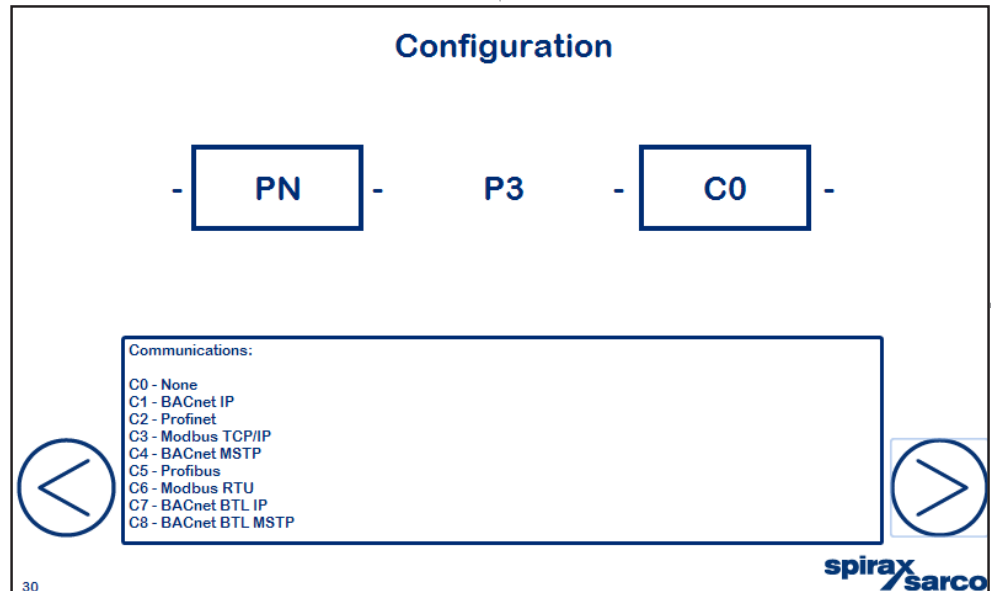 Configuration
- PN - P3 - C0 -
Communications:
C0 - None
C1 - BACnet IP
C2 - Profinet
C3 - Modbus TCP/IP
C4 - BACnet MSTP
C5 - Profibus
C6 - Modbus RTU
C7 - BACnet BTL IP
C8 - BACnet BTL MSTP
30
spirax
sarco